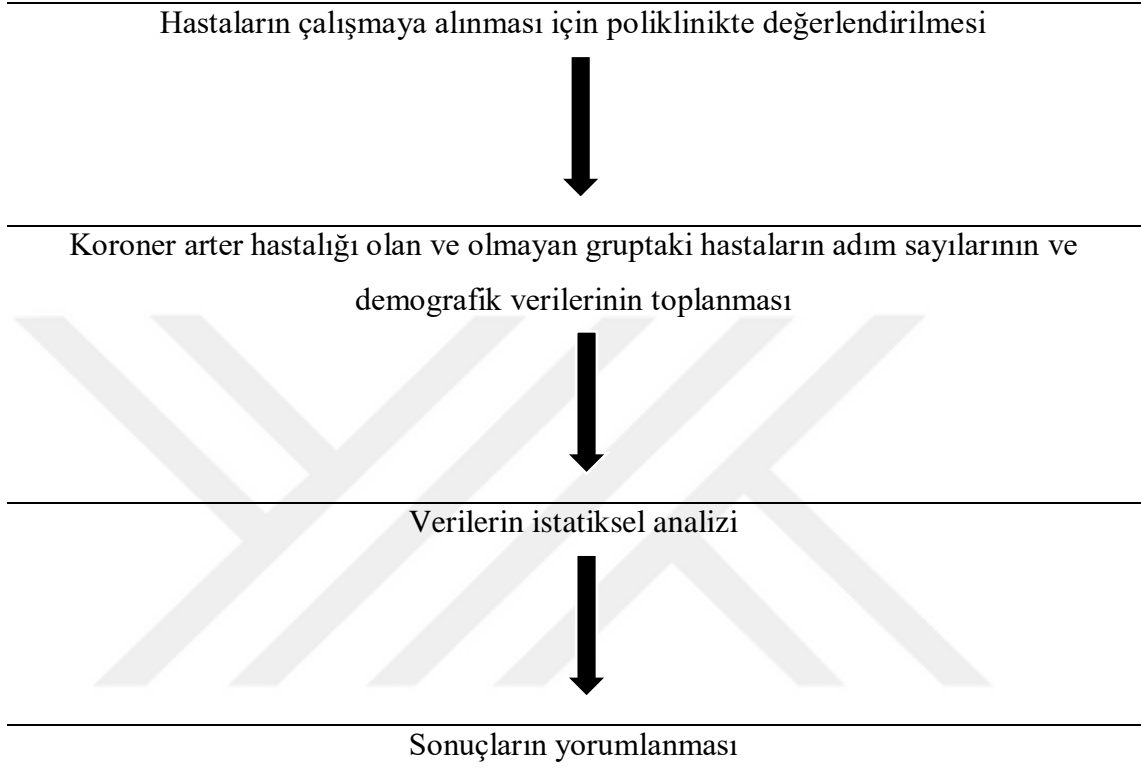 Hastaların çalışmaya alınması için poliklinikte değerlendirilmesi
Koroner arter hastalığı olan ve olmayan gruptaki hastaların adım sayılarının ve
demografik verilerinin toplanması
Verilerin istatiksel analizi
Sonuçların yorumlanması